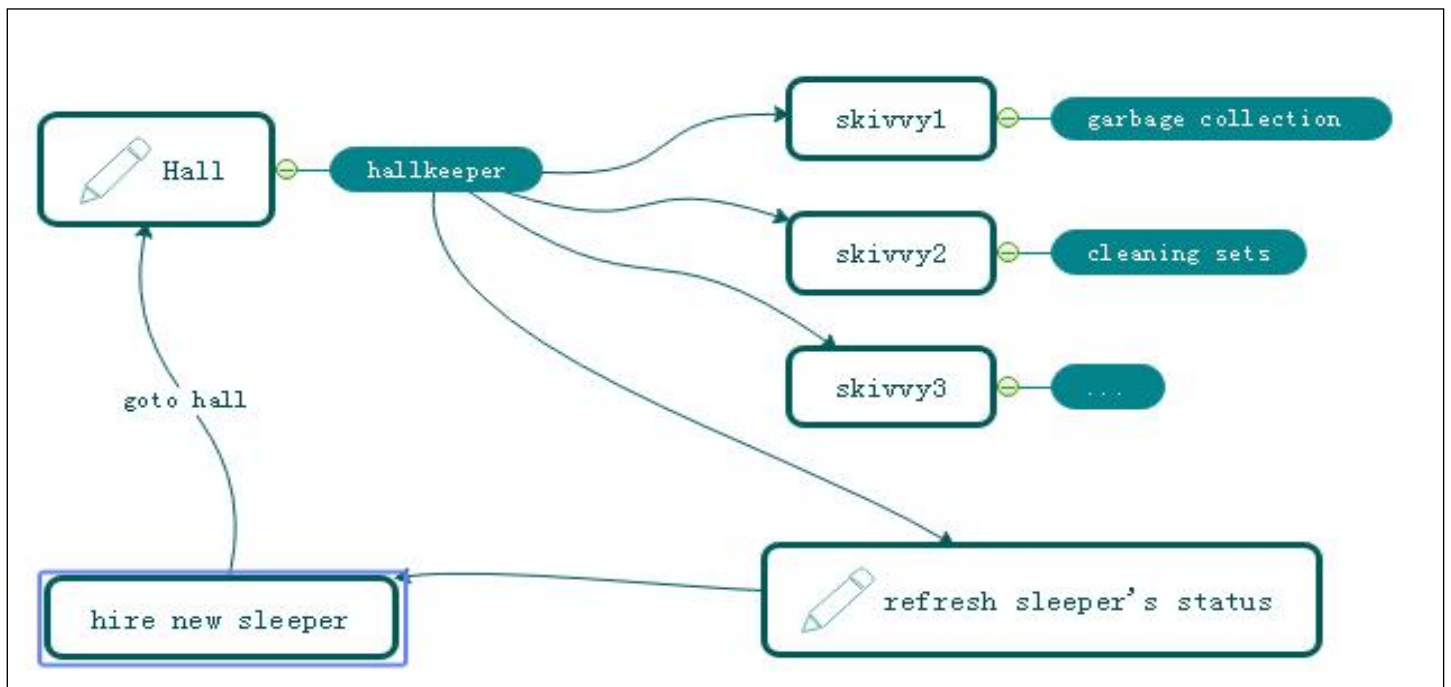 skivvy1
garbage collection
Hall
hallkeeper
skivvy2
cleaning sets
skivvy3
...
goto hall
refresh sleeper's status
hire new sleeper